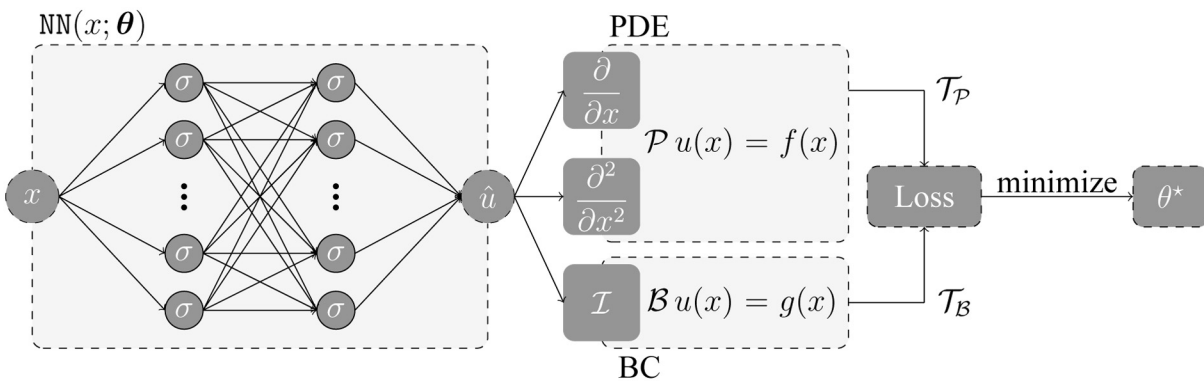 NN(x; θ)
x
σ
σ
⋮
σ
σ
σ
σ
⋮
σ
σ
û
PDE
∂/∂x
∂²/∂x²
𝒫 u(x) = f(x)
ℐ
ℬ u(x) = g(x)
BC
𝒯_𝒫
𝒯_ℬ
Loss
minimize
θ⋆